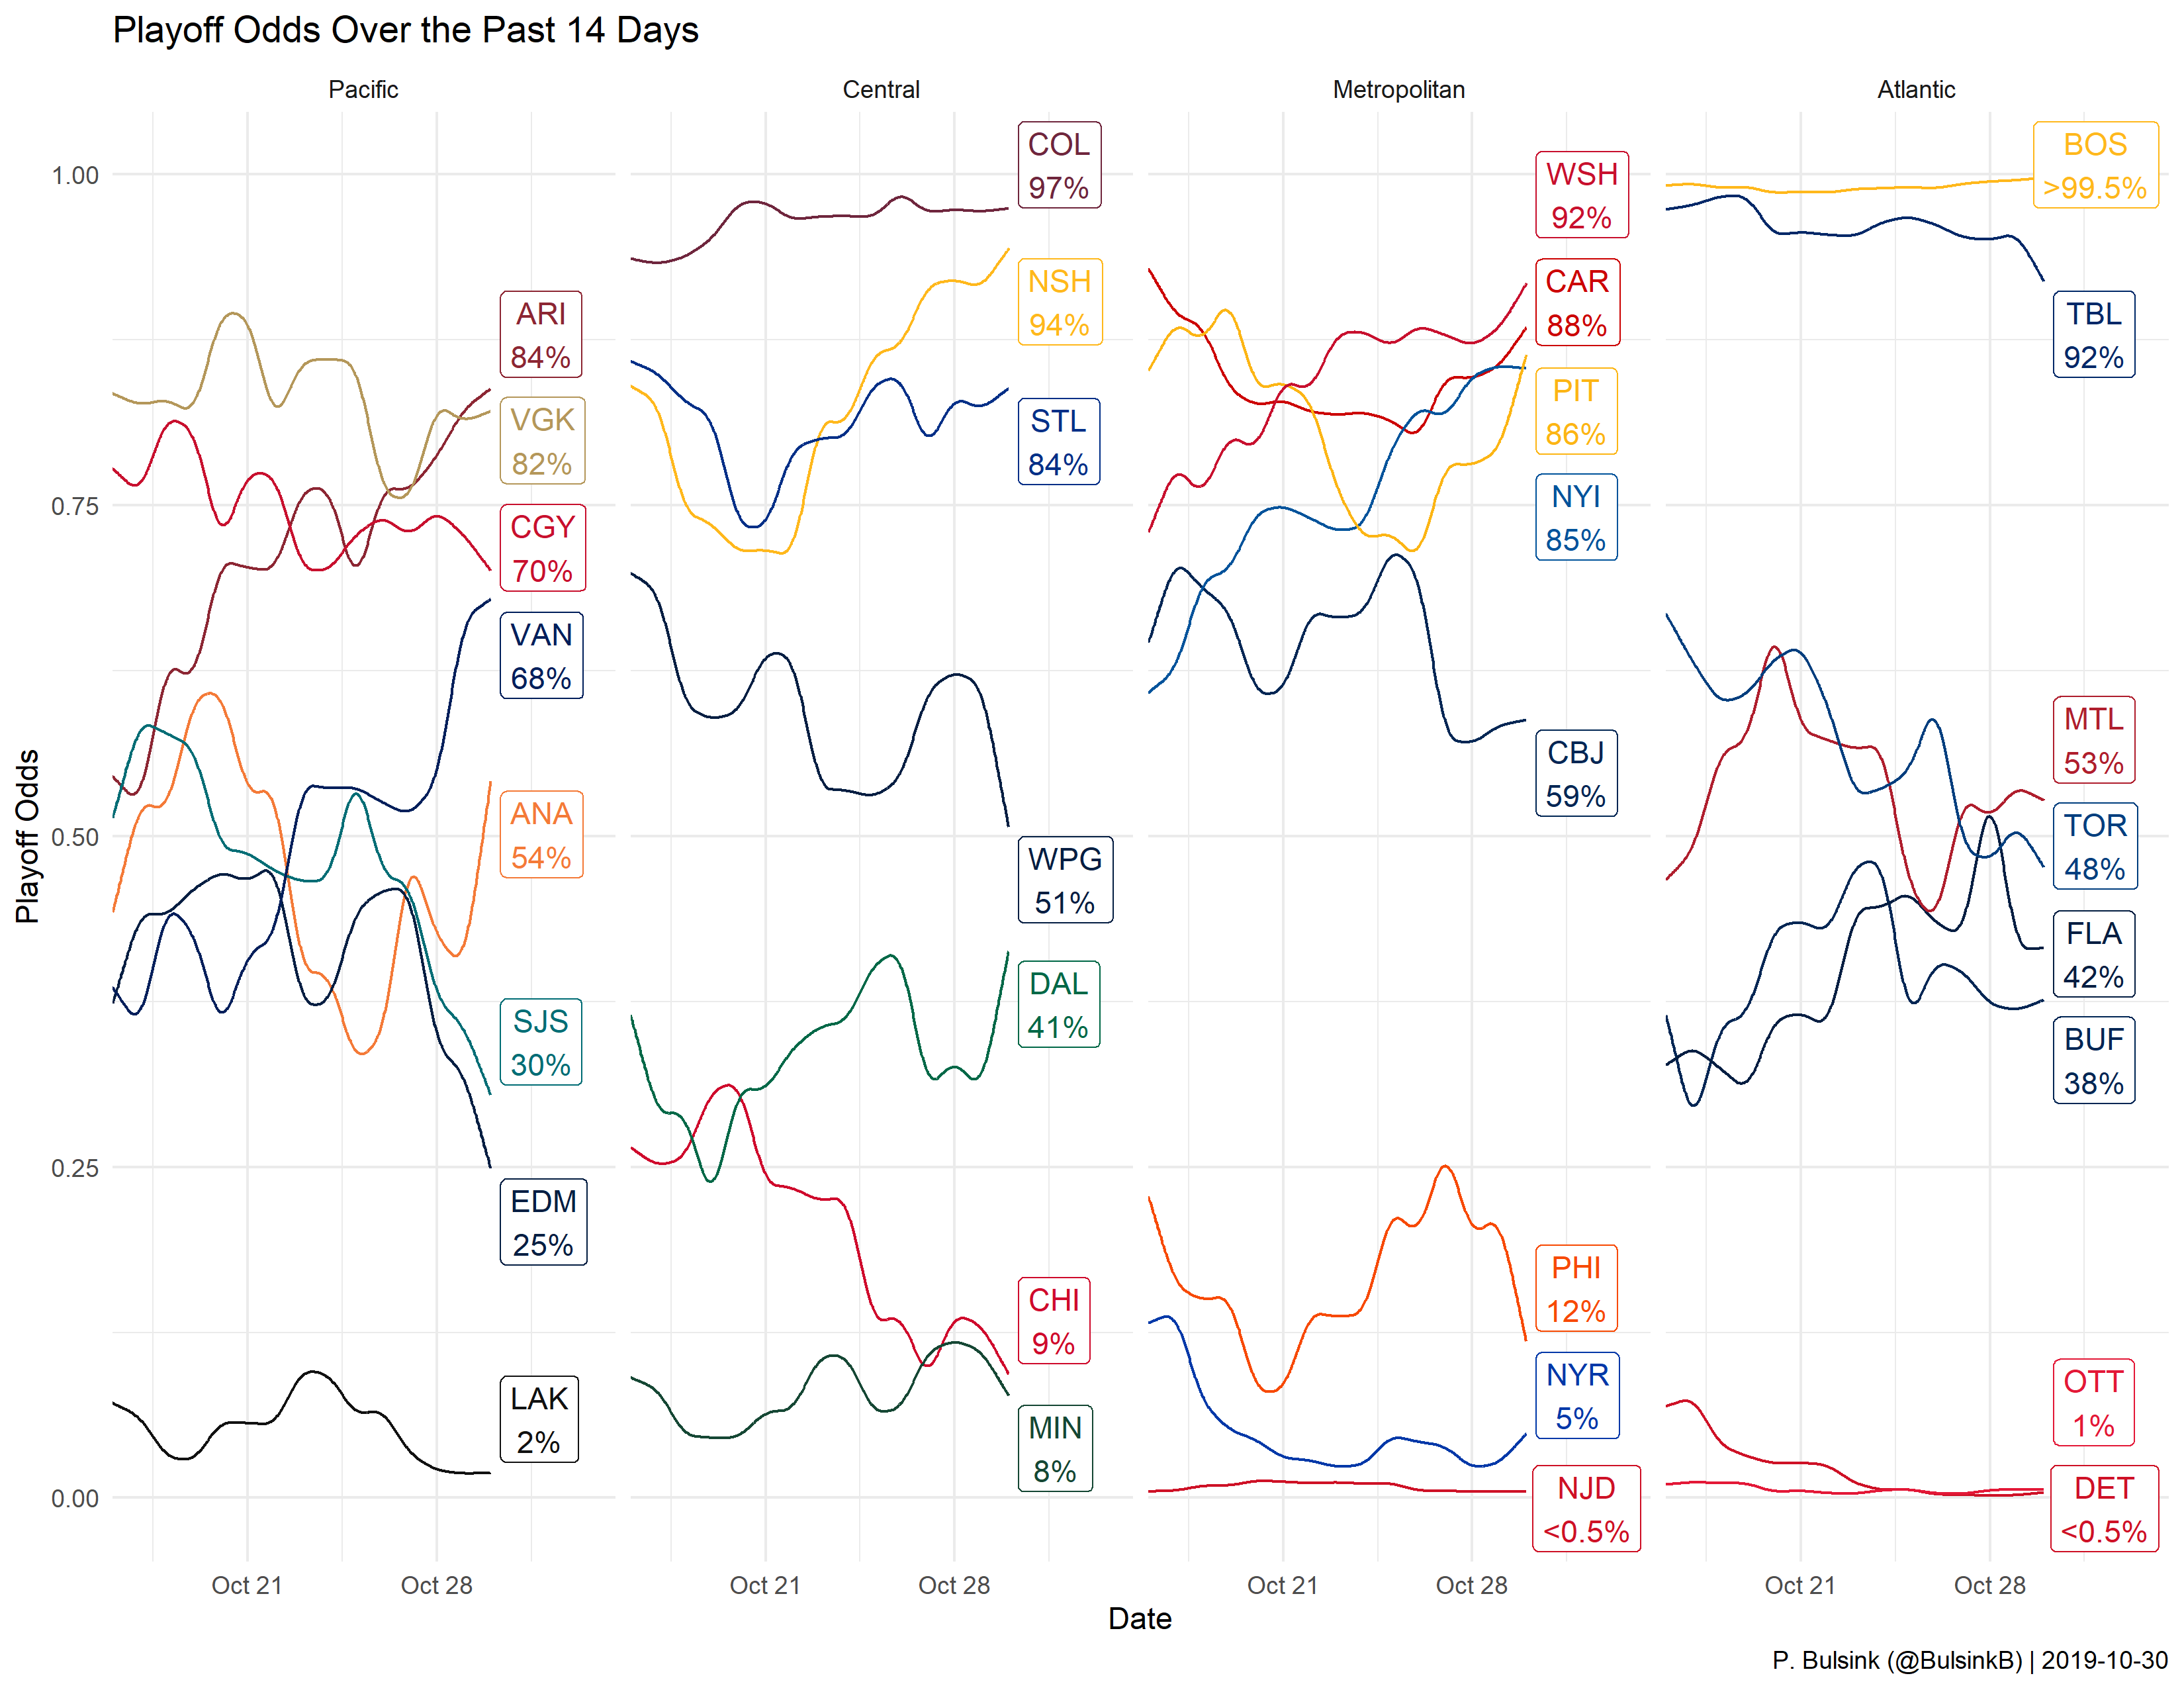 Playoff Odds Over the Past 14 Days
Pacific
Central
Metropolitan
Atlantic
Playoff Odds
1.00
0.75
0.50
0.25
0.00
ARI
84%
VGK
82%
CGY
70%
VAN
68%
ANA
54%
SJS
30%
EDM
25%
LAK
2%
COL
97%
NSH
94%
STL
84%
WPG
51%
DAL
41%
CHI
9%
MIN
8%
WSH
92%
CAR
88%
PIT
86%
NYI
85%
CBJ
59%
PHI
12%
NYR
5%
NJD
<0.5%
BOS
>99.5%
TBL
92%
MTL
53%
TOR
48%
FLA
42%
BUF
38%
OTT
1%
DET
<0.5%
Oct 21
Oct 28
Oct 21
Oct 28
Oct 21
Oct 28
Oct 21
Oct 28
Date
P. Bulsink (@BulsinkB) | 2019-10-30